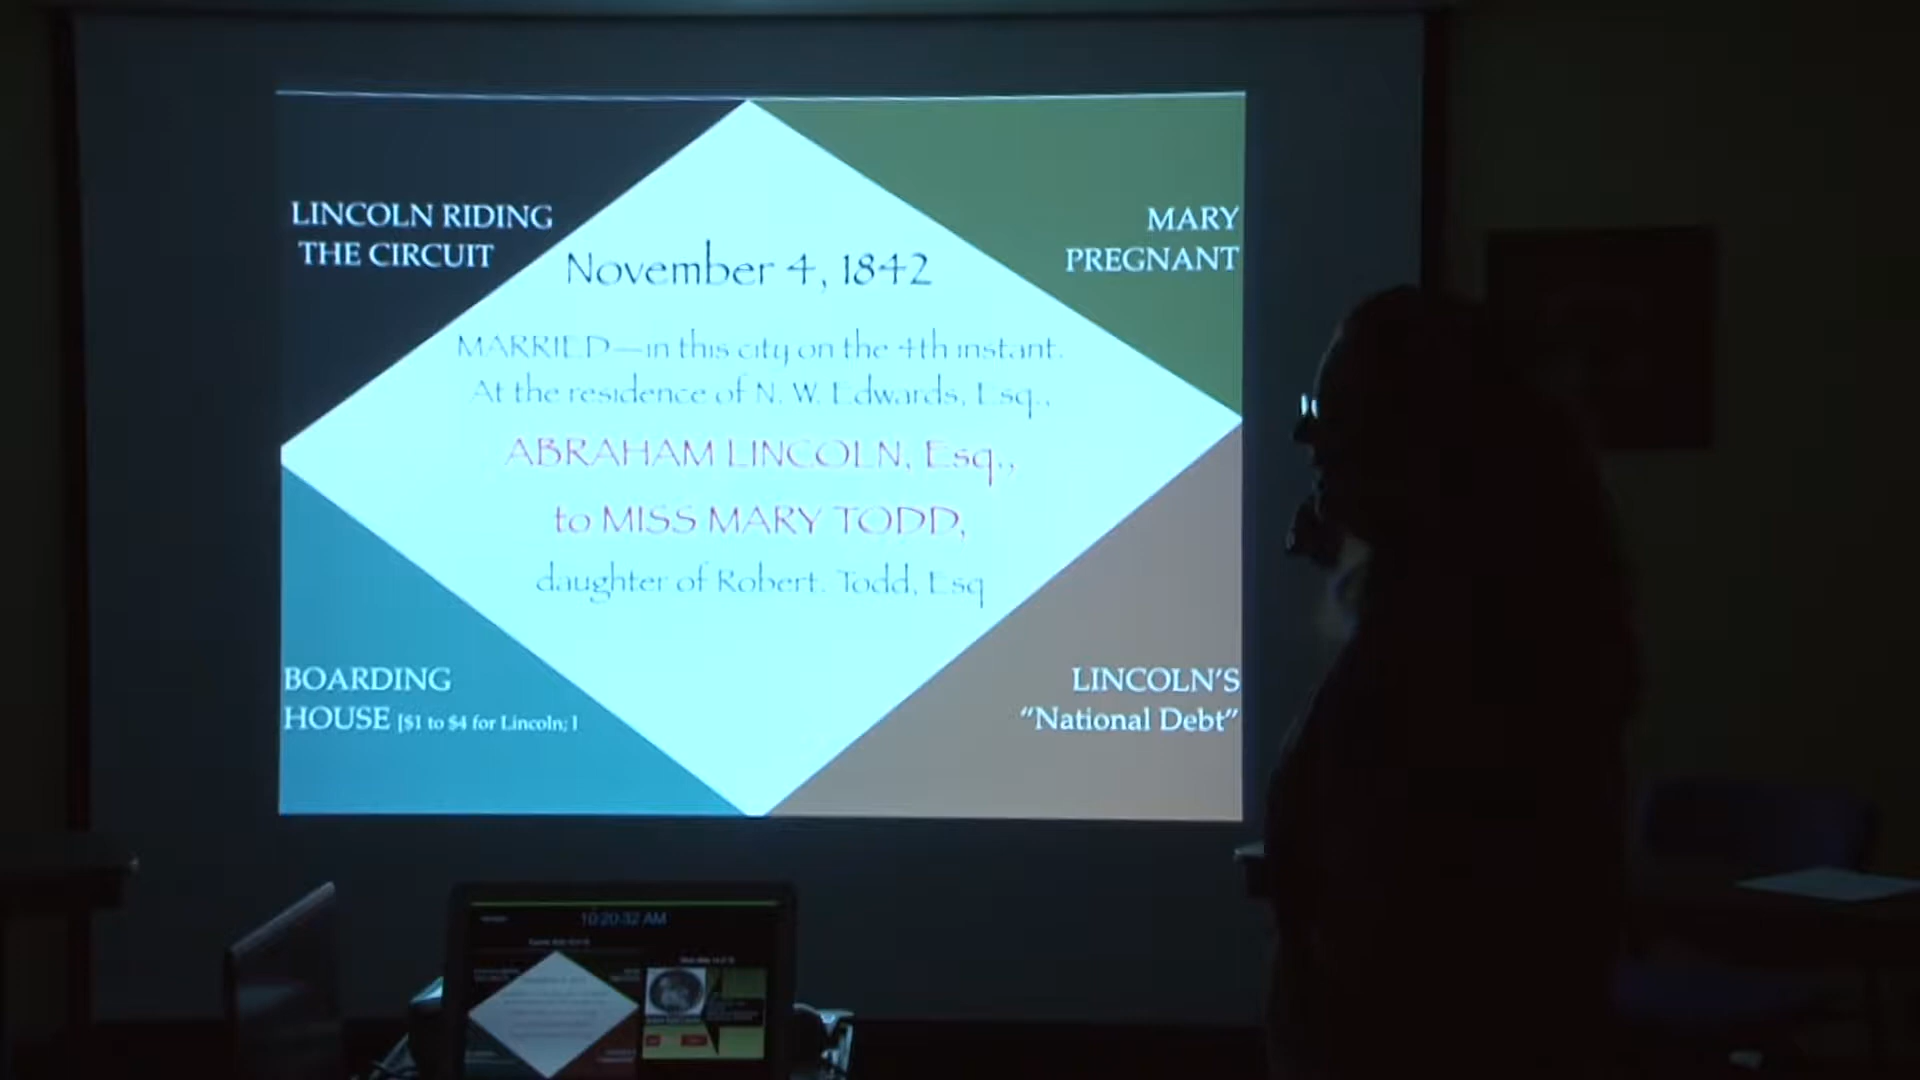 LINCOLN RIDING
THE CIRCUIT
MARY
PREGNANT
November 4, 1842
MARRIED—in this city on the 4th instant.
At the residence of N. W. Edwards, Esq.,
ABRAHAM LINCOLN, Esq.,
to MISS MARY TODD,
daughter of Robert. Todd, Esq
BOARDING
HOUSE [$1 to $4 for Lincoln; ]
LINCOLN'S
“National Debt”
10:20:32 AM